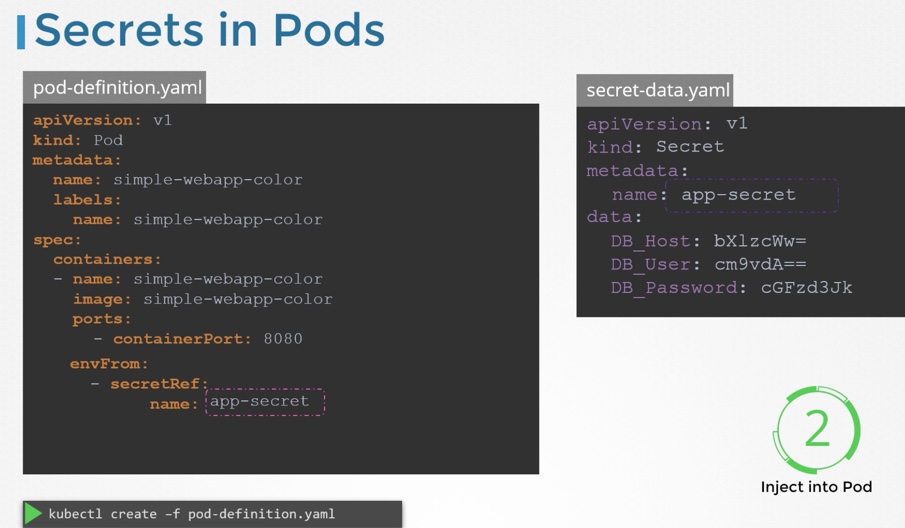 Secrets in Pods
pod-definition.yaml
apiVersion: v1
kind: Pod
metadata:
  name: simple-webapp-color
  labels:
    name: simple-webapp-color
spec:
  containers:
  - name: simple-webapp-color
    image: simple-webapp-color
    ports:
      - containerPort: 8080
    envFrom:
      - secretRef:
            name: app-secret
kubectl create –f pod-definition.yaml
secret-data.yaml
apiVersion: v1
kind: Secret
metadata:
  name: app-secret
data:
  DB_Host: bXlzcWw=
  DB_User: cm9vdA==
  DB_Password: cGFzd3Jk
2
Inject into Pod